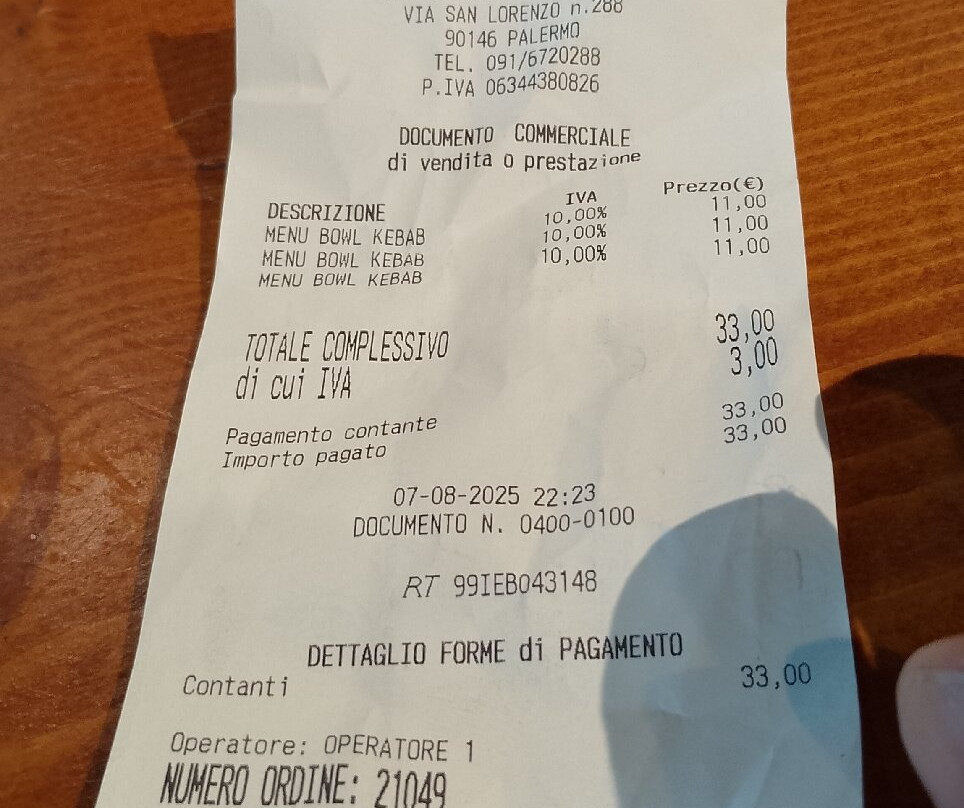 VIA SAN LORENZO n.288
90146 PALERMO
TEL. 091/6720288
P.IVA 06344380826
DOCUMENTO COMMERCIALE
di vendita o prestazione
DESCRIZIONE IVA Prezzo(€)
MENU BOWL KEBAB 10,00% 11,00
MENU BOWL KEBAB 10,00% 11,00
MENU BOWL KEBAB 10,00% 11,00
TOTALE COMPLESSIVO 33,00
di cui IVA 3,00
Pagamento contante 33,00
Importo pagato 33,00
07-08-2025 22:23
DOCUMENTO N. 0400-0100
RT 99IEB043148
DETTAGLIO FORME di PAGAMENTO
Contanti 33,00
Operatore: OPERATORE 1
NUMERO ORDINE: 21049